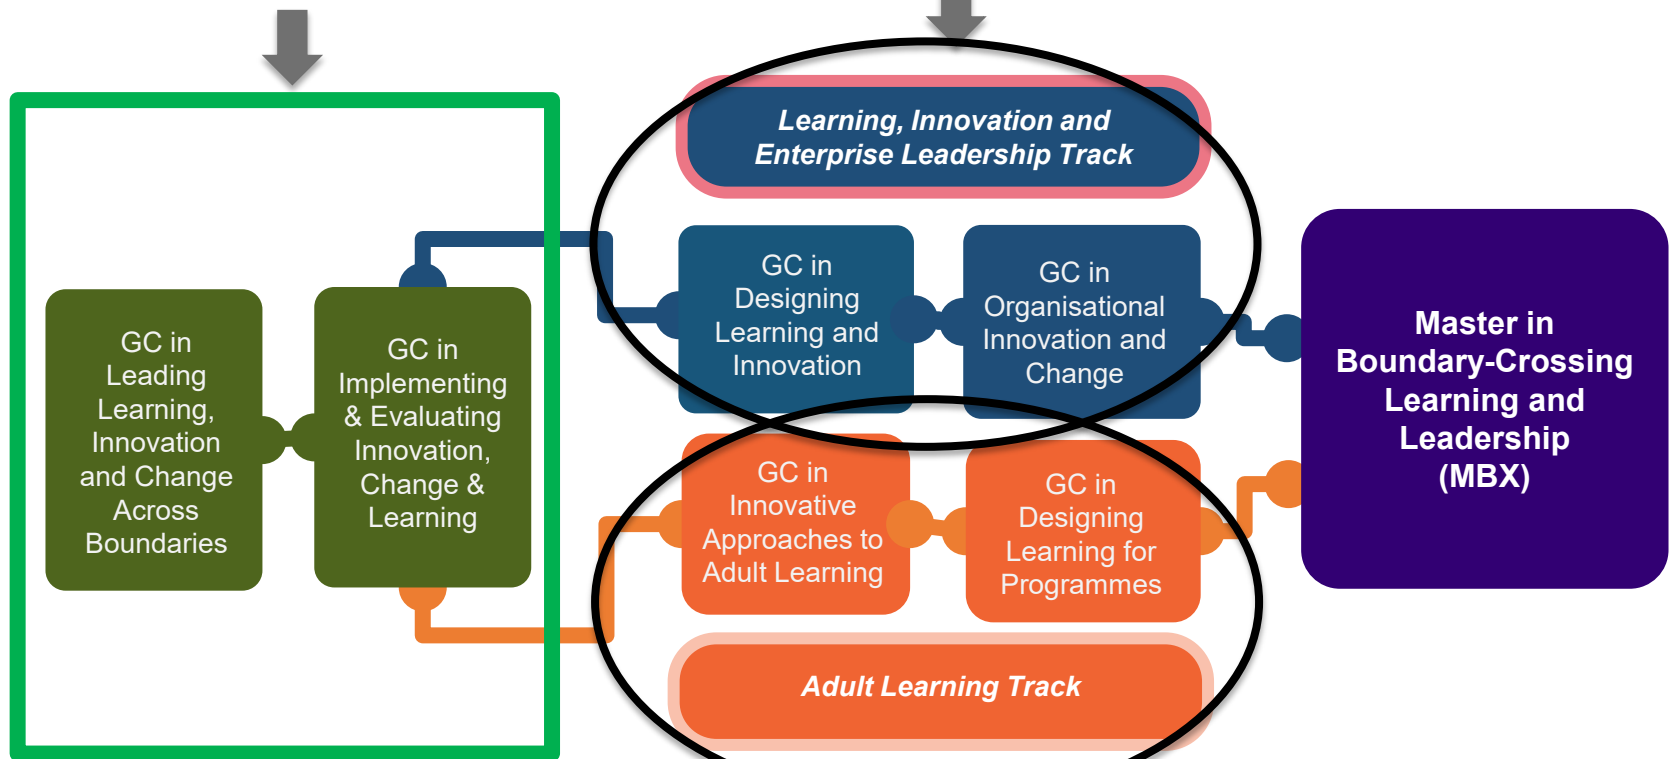 Learning, Innovation and
Enterprise Leadership Track
GC in
Leading
Learning,
Innovation
and Change
Across
Boundaries
GC in
Implementing
& Evaluating
Innovation,
Change &
Learning
GC in
Designing
Learning and
Innovation
GC in
Organisational
Innovation and
Change
GC in
Innovative
Approaches to
Adult Learning
GC in
Designing
Learning for
Programmes
Adult Learning Track
Master in
Boundary-Crossing
Learning and
Leadership
(MBX)